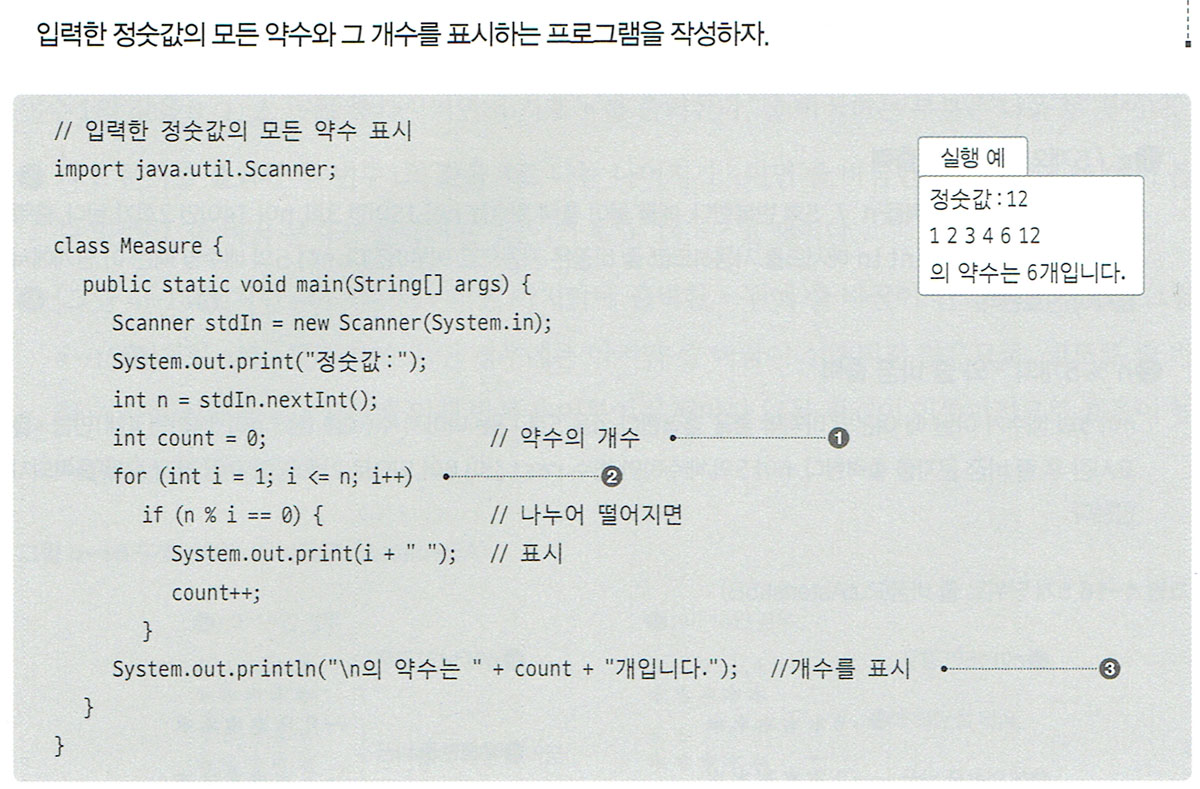 입력한 정숫값의 모든 약수와 그 개수를 표시하는 프로그램을 작성하자.
// 입력한 정숫값의 모든 약수 표시
import java.util.Scanner;
class Measure {
public static void main(String[] args) {
Scanner stdIn = new Scanner(System.in);
System.out.print("정숫값:");
int n = stdIn.nextInt();
int count = 0; // 약수의 개수 ❶
for (int i = 1; i <= n; i++) ❷
if (n % i == 0) { // 나누어 떨어지면
System.out.print(i + " "); // 표시
count++;
}
System.out.println("\n의 약수는 " + count + "개입니다."); //개수를 표시 ❸
}
}
실행 예
정숫값:12
1 2 3 4 6 12
의 약수는 6개입니다.